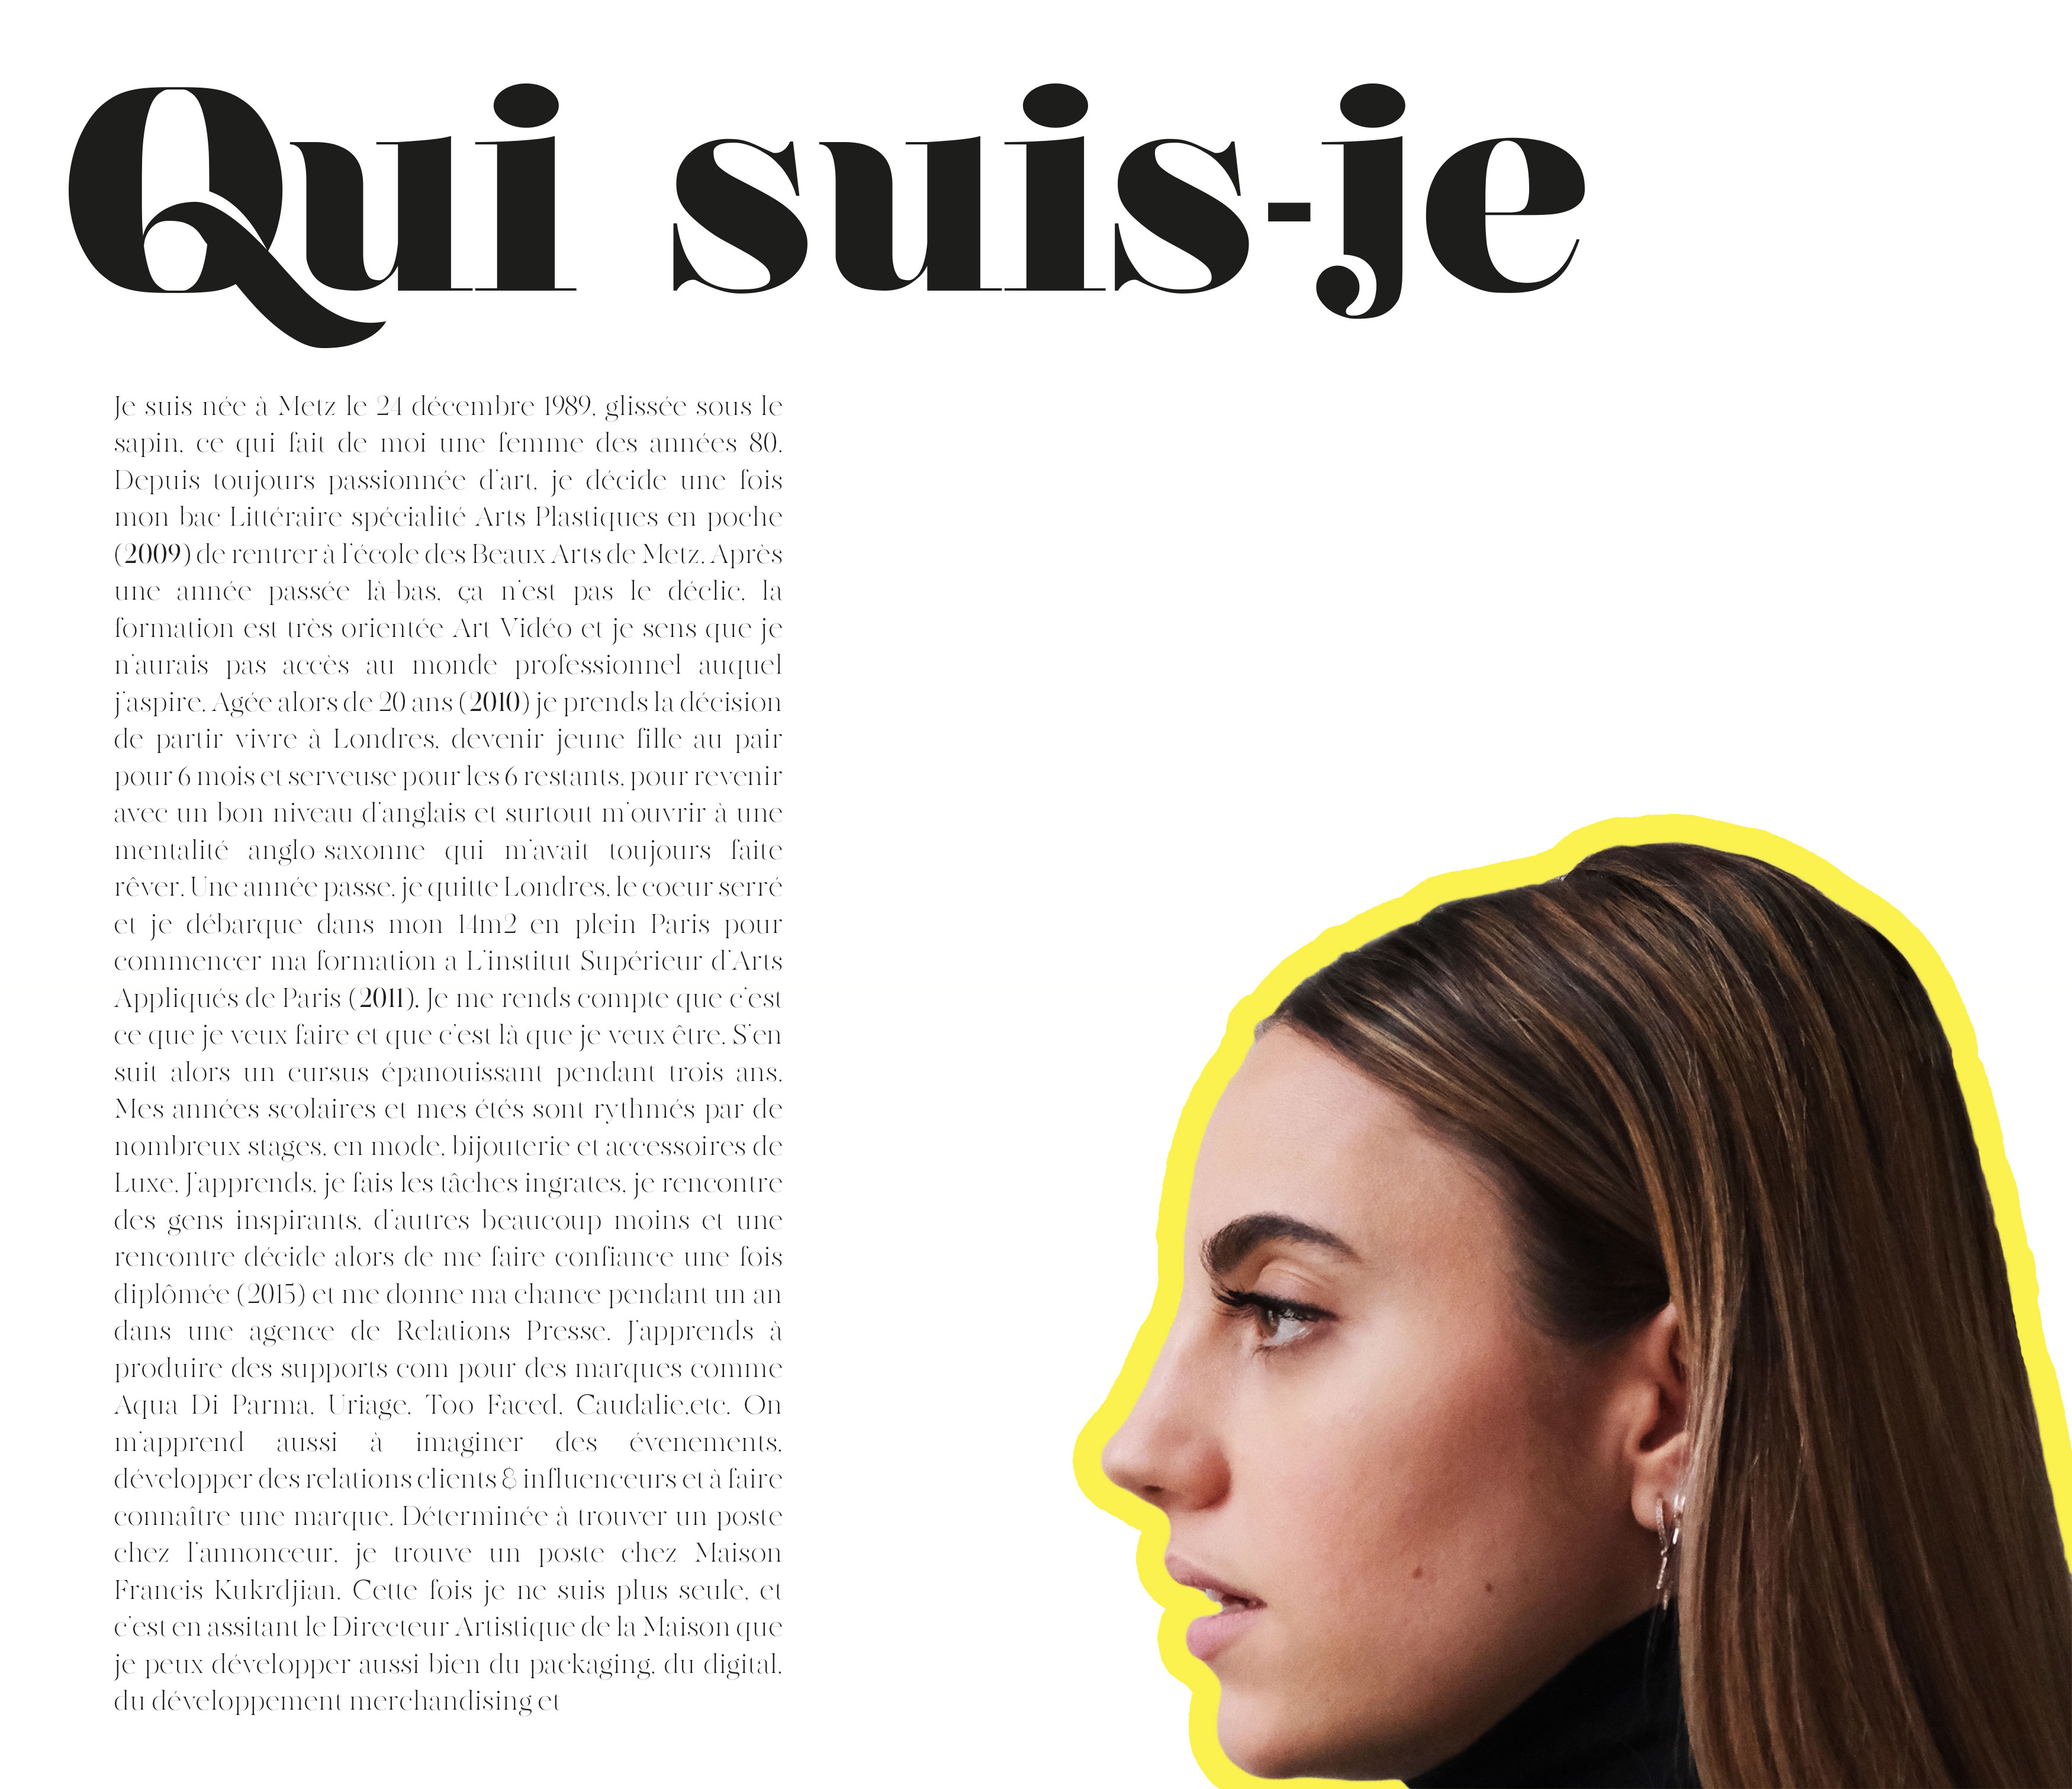 Qui suis-je
Je suis née à Metz le 24 décembre 1989, glissée sous le
sapin, ce qui fait de moi une femme des années 80.
Depuis toujours passionnée d'art, je décide une fois
mon bac Littéraire spécialité Arts Plastiques en poche
(2009) de rentrer à l'école des Beaux Arts de Metz. Après
une année passée là-bas, ça n'est pas le déclic, la
formation est très orientée Art Vidéo et je sens que je
n'aurais pas accès au monde professionnel auquel
j'aspire. Agée alors de 20 ans (2010) je prends la décision
de partir vivre à Londres, devenir jeune fille au pair
pour 6 mois et serveuse pour les 6 restants, pour revenir
avec un bon niveau d'anglais et surtout m'ouvrir à une
mentalité anglo-saxonne qui m'avait toujours faite
rêver. Une année passe, je quitte Londres, le coeur serré
et je débarque dans mon 14m2 en plein Paris pour
commencer ma formation a L'institut Supérieur d'Arts
Appliqués de Paris (2011). Je me rends compte que c'est
ce que je veux faire et que c'est là que je veux être. S'en
suit alors un cursus épanouissant pendant trois ans.
Mes années scolaires et mes étés sont rythmés par de
nombreux stages, en mode, bijouterie et accessoires de
Luxe. J'apprends, je fais les tâches ingrates, je rencontre
des gens inspirants, d'autres beaucoup moins et une
rencontre décide alors de me faire confiance une fois
diplômée (2015) et me donne ma chance pendant un an
dans une agence de Relations Presse. J'apprends à
produire des supports com pour des marques comme
Aqua Di Parma, Uriage, Too Faced, Caudalie,etc. On
m'apprend aussi à imaginer des évenements,
développer des relations clients & influenceurs et à faire
connaître une marque. Déterminée à trouver un poste
chez l'annonceur, je trouve un poste chez Maison
Francis Kukrdjian. Cette fois je ne suis plus seule, et
c'est en assitant le Directeur Artistique de la Maison que
je peux développer aussi bien du packaging, du digital,
du développement merchandising et